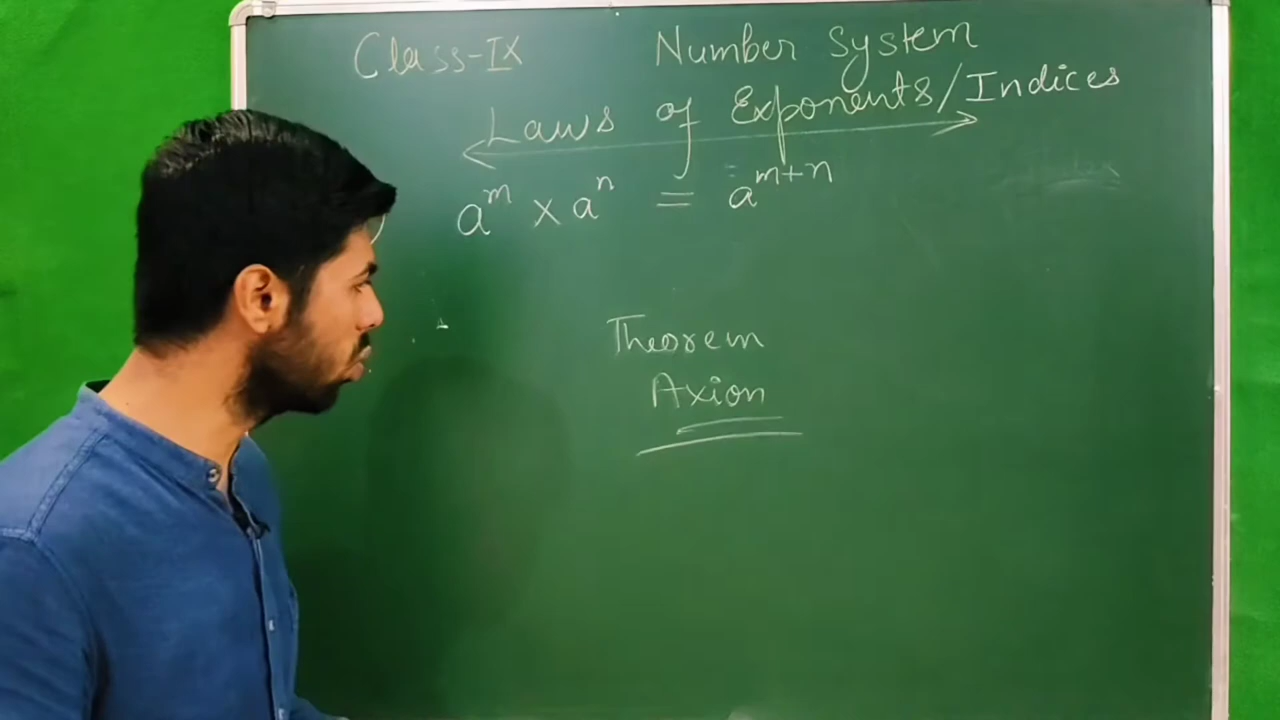 Class-IX Number System
Laws of Exponents/Indices
a^m × a^n = a^{m+n}
Theorem
Axion